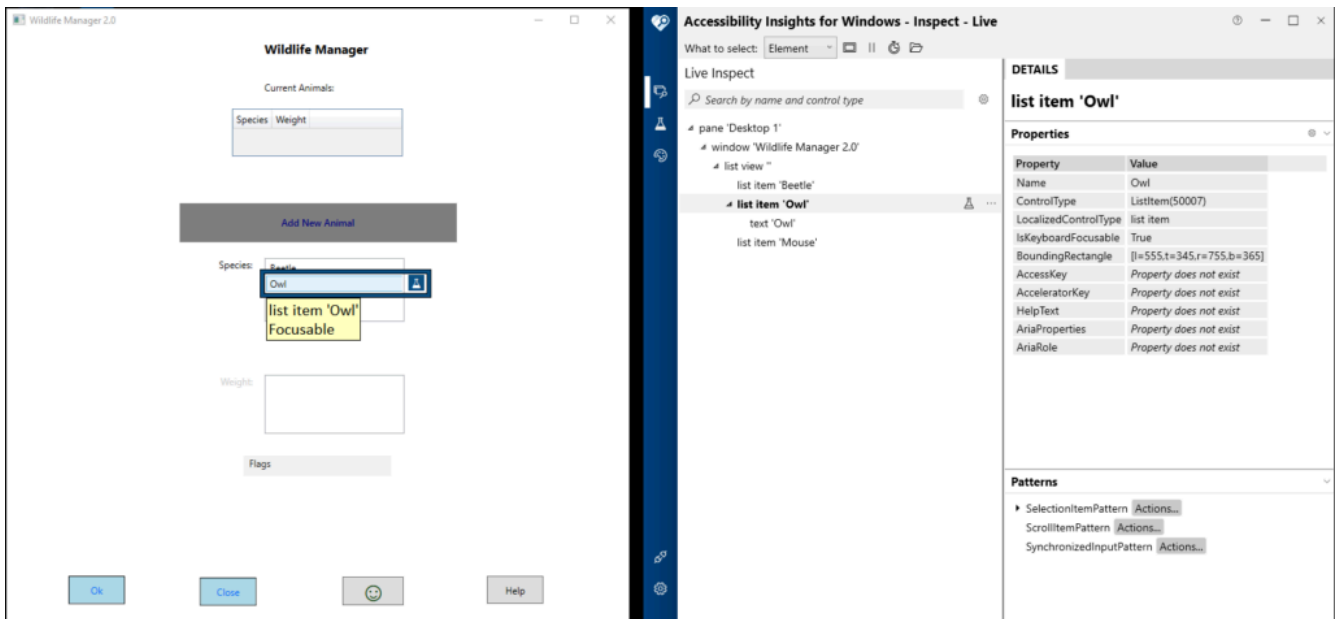 Wildlife Manager 2.0
Wildlife Manager
Current Animals:
Species Weight
Add New Animal
Species:
Beetle
Owl
list item 'Owl'
Focusable
Weight:
Flags
Ok
Close
Help
Accessibility Insights for Windows - Inspect - Live
What to select: Element
Live Inspect
Search by name and control type
pane 'Desktop 1'
window 'Wildlife Manager 2.0'
list view ''
list item 'Beetle'
list item 'Owl'
text 'Owl'
list item 'Mouse'
DETAILS
list item 'Owl'
Properties
Property Value
Name Owl
ControlType ListItem(50007)
LocalizedControlType list item
IsKeyboardFocusable True
BoundingRectangle [l=555,t=345,r=755,b=365]
AccessKey Property does not exist
AcceleratorKey Property does not exist
HelpText Property does not exist
AriaProperties Property does not exist
AriaRole Property does not exist
Patterns
SelectionItemPattern Actions...
ScrollItemPattern Actions...
SynchronizedInputPattern Actions...